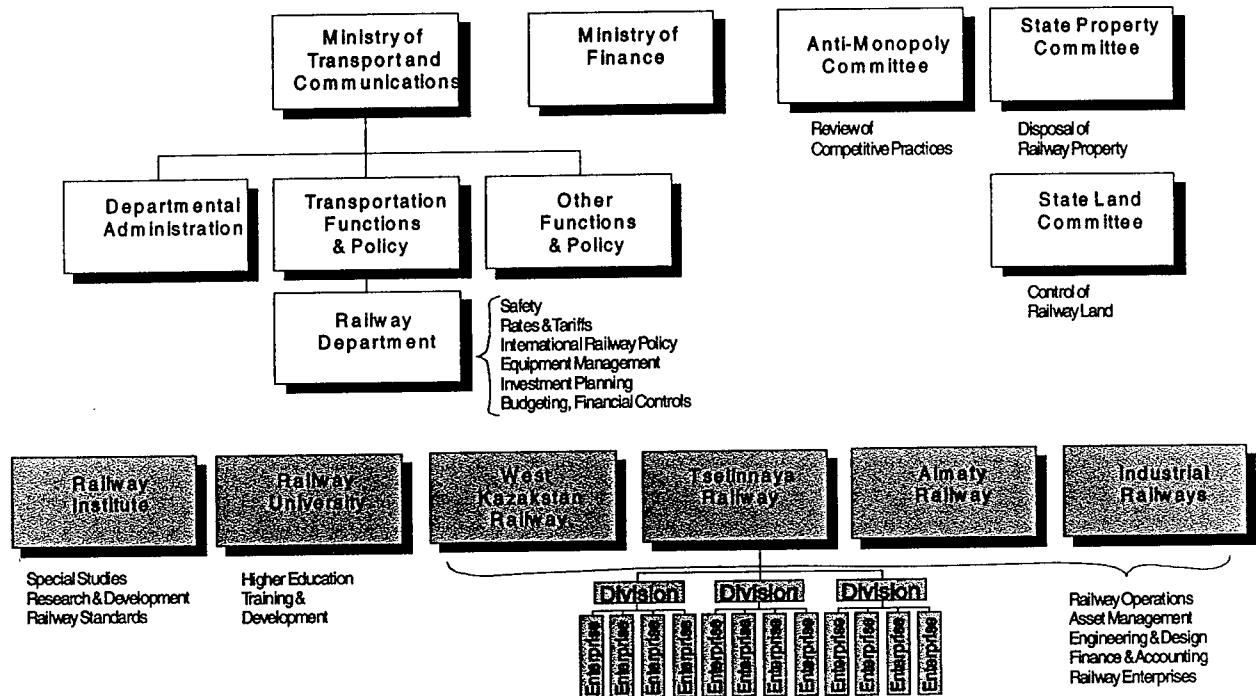 Ministry of
Transport and
Communications
Ministry of
Finance
Anti-Monopoly
Committee
State Property
Committee
Review of
Competitive Practices
Disposal of
Railway Property
Departmental
Administration
Transportation
Functions
& Policy
Other
Functions
& Policy
State Land
Committee
Control of
Railway Land
Railway
Department
Safety
Rates & Tariffs
International Railway Policy
Equipment Management
Investment Planning
Budgeting, Financial Controls
Railway
Institute
Railway
University
West
Kazakstan
Railway
Tselinnaya
Railway
Almaty
Railway
Industrial
Railways
Special Studies
Research & Development
Railway Standards
Higher Education
Training &
Development
Division
Division
Division
Enterprise
Enterprise
Enterprise
Enterprise
Enterprise
Enterprise
Enterprise
Enterprise
Enterprise
Enterprise
Enterprise
Enterprise
Railway Operations
Asset Management
Engineering & Design
Finance & Accounting
Railway Enterprises